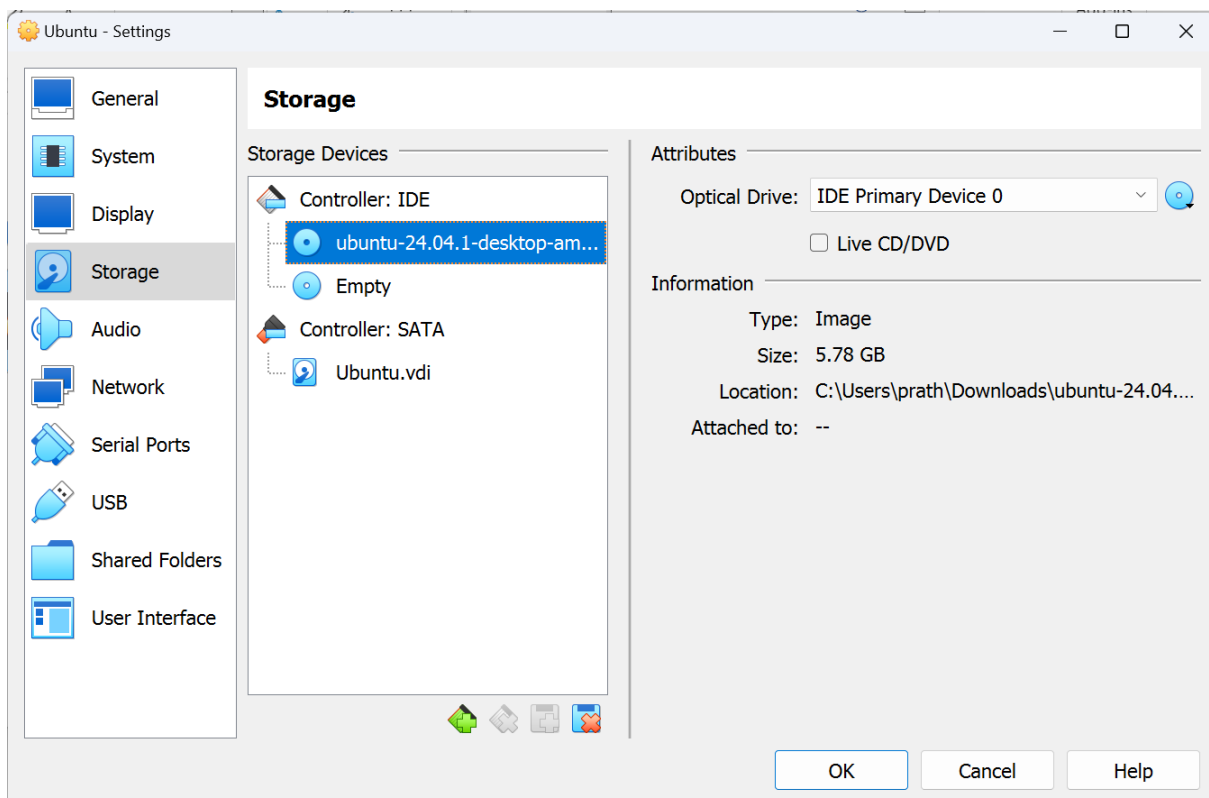 Ubuntu - Settings
General
System
Display
Storage
Audio
Network
Serial Ports
USB
Shared Folders
User Interface
Storage
Storage Devices
Controller: IDE
ubuntu-24.04.1-desktop-am...
Empty
Controller: SATA
Ubuntu.vdi
Attributes
Optical Drive: IDE Primary Device 0
Live CD/DVD
Information
Type: Image
Size: 5.78 GB
Location: C:\Users\prath\Downloads\ubuntu-24.04....
Attached to: --
OK Cancel Help